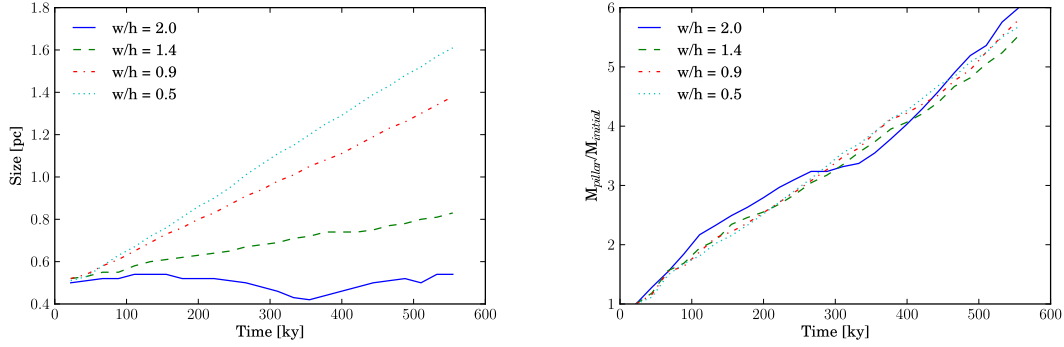 1.8
1.6
1.4
1.2
1.0
0.8
0.6
0.4
Size [pc]
w/h = 2.0
w/h = 1.4
w/h = 0.9
w/h = 0.5
0 100 200 300 400 500 600
Time [ky]
6
5
4
3
2
1
M_pillar/M_initial
w/h = 2.0
w/h = 1.4
w/h = 0.9
w/h = 0.5
0 100 200 300 400 500 600
Time [ky]